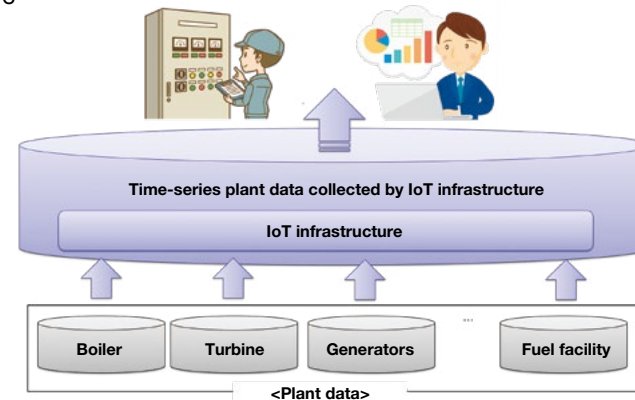 Time-series plant data collected by IoT infrastructure
IoT infrastructure
...
Boiler
Turbine
Generators
Fuel facility
<Plant data>